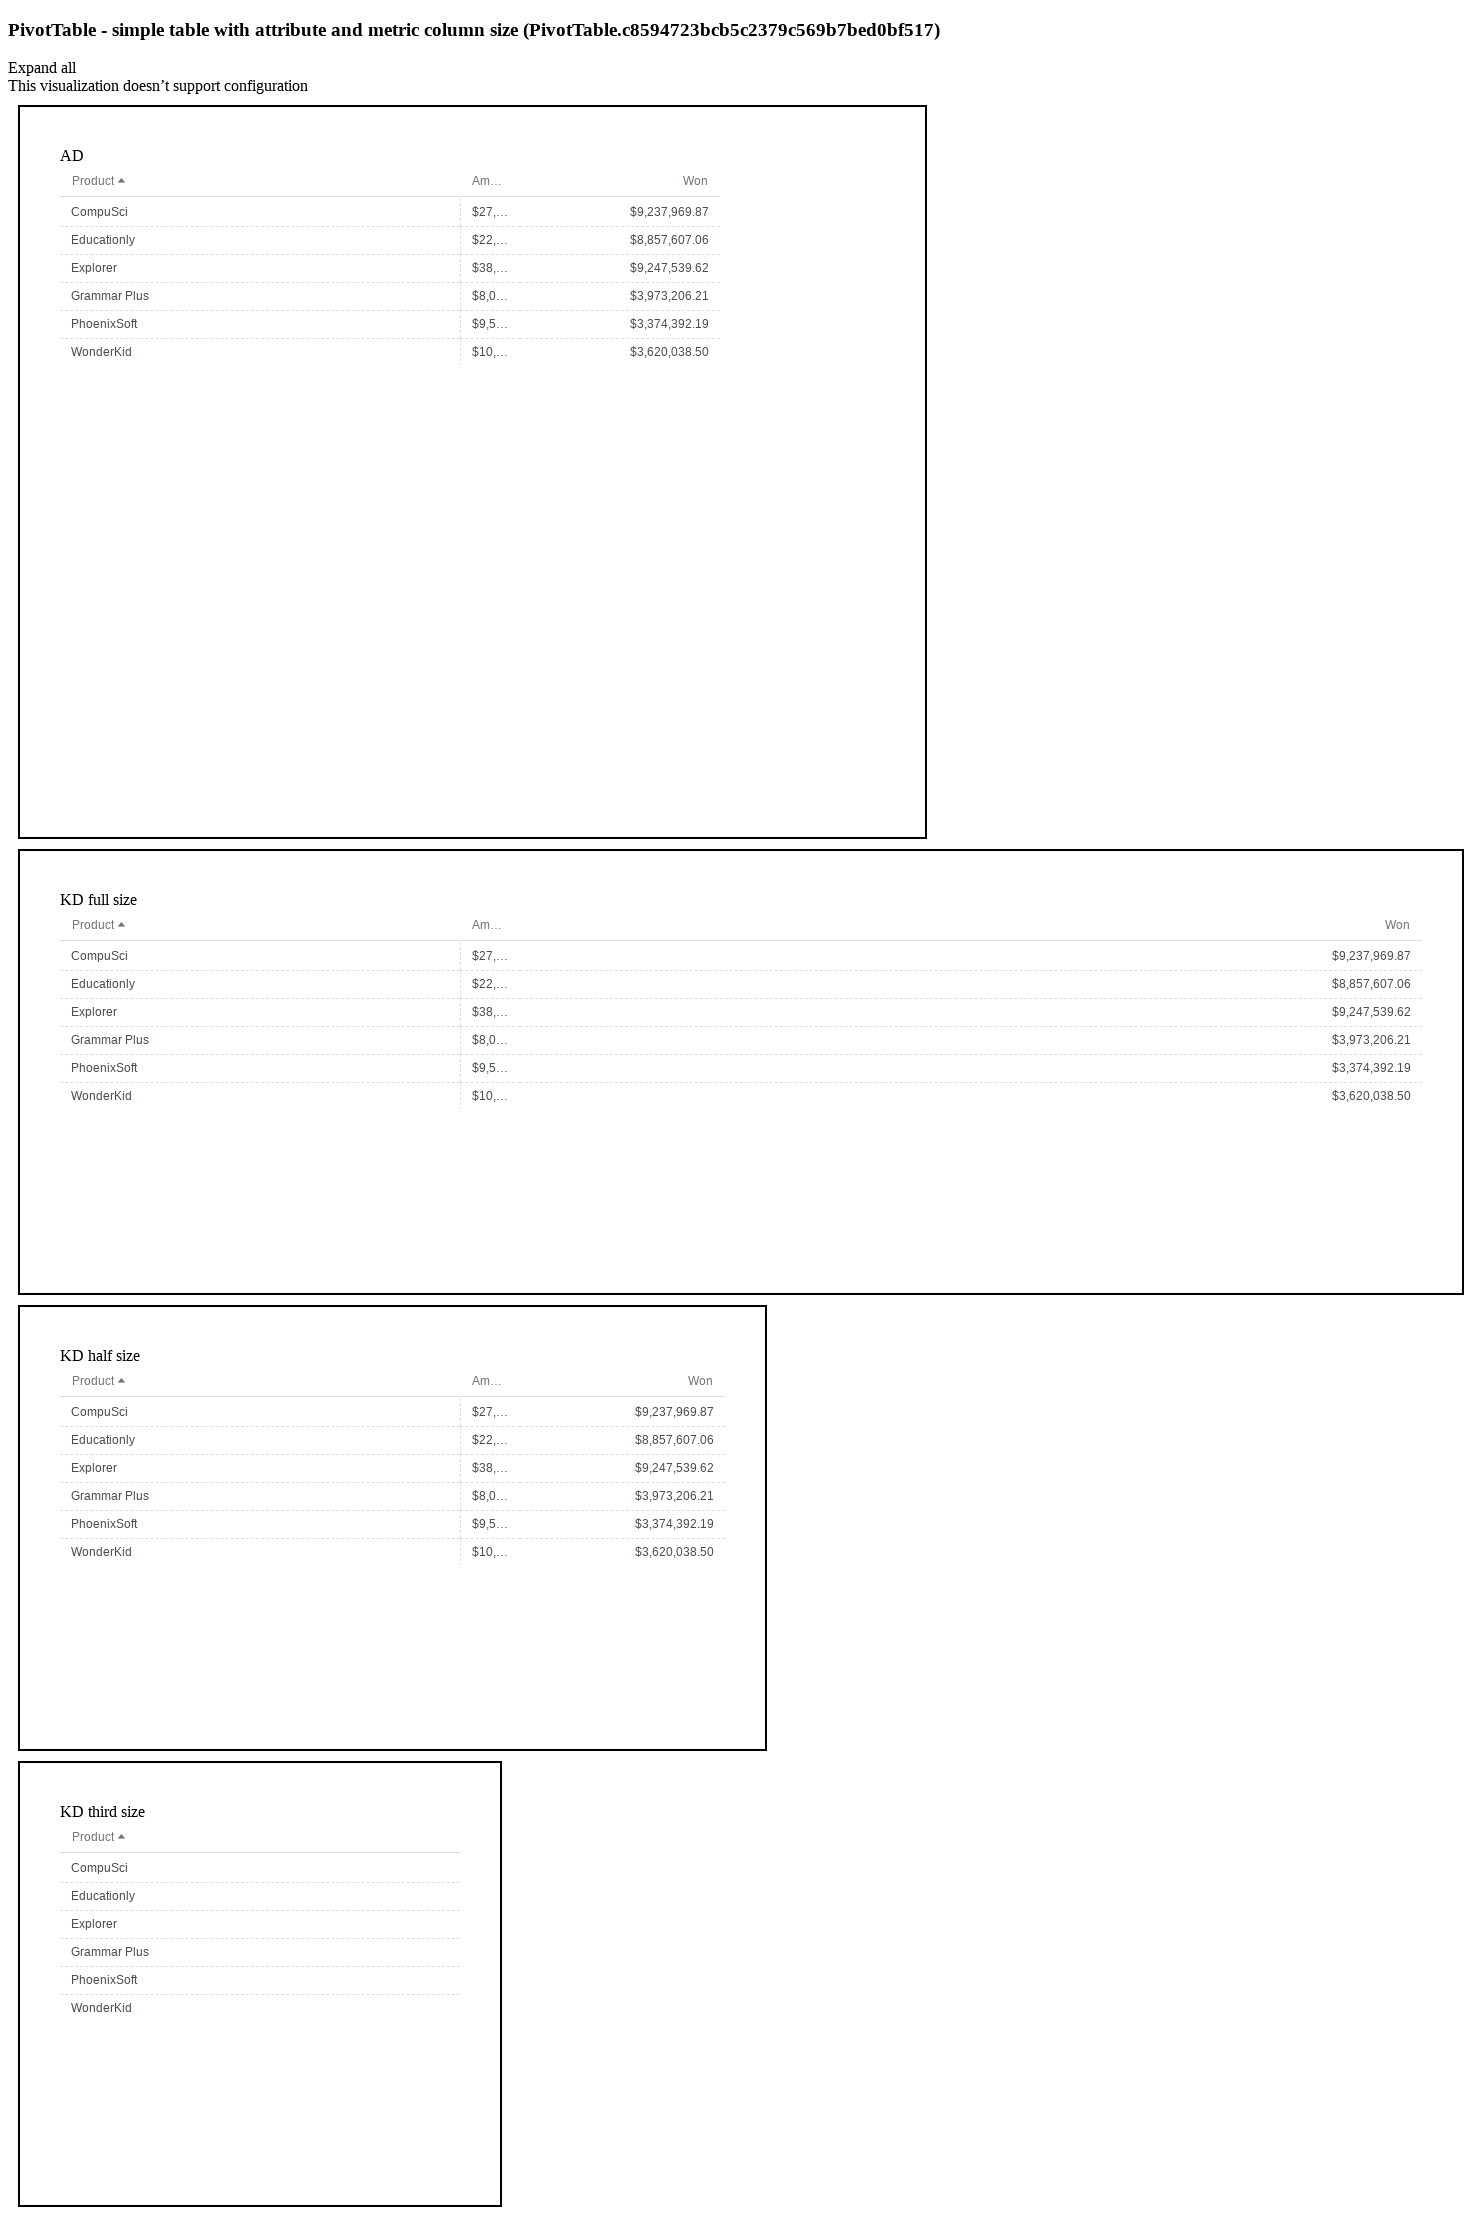 PivotTable - simple table with attribute and metric column size (PivotTable.c8594723bcb5c2379c569b7bed0bf517)
Expand all
This visualization doesn’t support configuration
AD
Product Am… Won
CompuSci $27,… $9,237,969.87
Educationly $22,… $8,857,607.06
Explorer $38,… $9,247,539.62
Grammar Plus $8,0… $3,973,206.21
PhoenixSoft $9,5… $3,374,392.19
WonderKid $10,… $3,620,038.50
KD full size
Product Am… Won
CompuSci $27,… $9,237,969.87
Educationly $22,… $8,857,607.06
Explorer $38,… $9,247,539.62
Grammar Plus $8,0… $3,973,206.21
PhoenixSoft $9,5… $3,374,392.19
WonderKid $10,… $3,620,038.50
KD half size
Product Am… Won
CompuSci $27,… $9,237,969.87
Educationly $22,… $8,857,607.06
Explorer $38,… $9,247,539.62
Grammar Plus $8,0… $3,973,206.21
PhoenixSoft $9,5… $3,374,392.19
WonderKid $10,… $3,620,038.50
KD third size
Product
CompuSci
Educationly
Explorer
Grammar Plus
PhoenixSoft
WonderKid